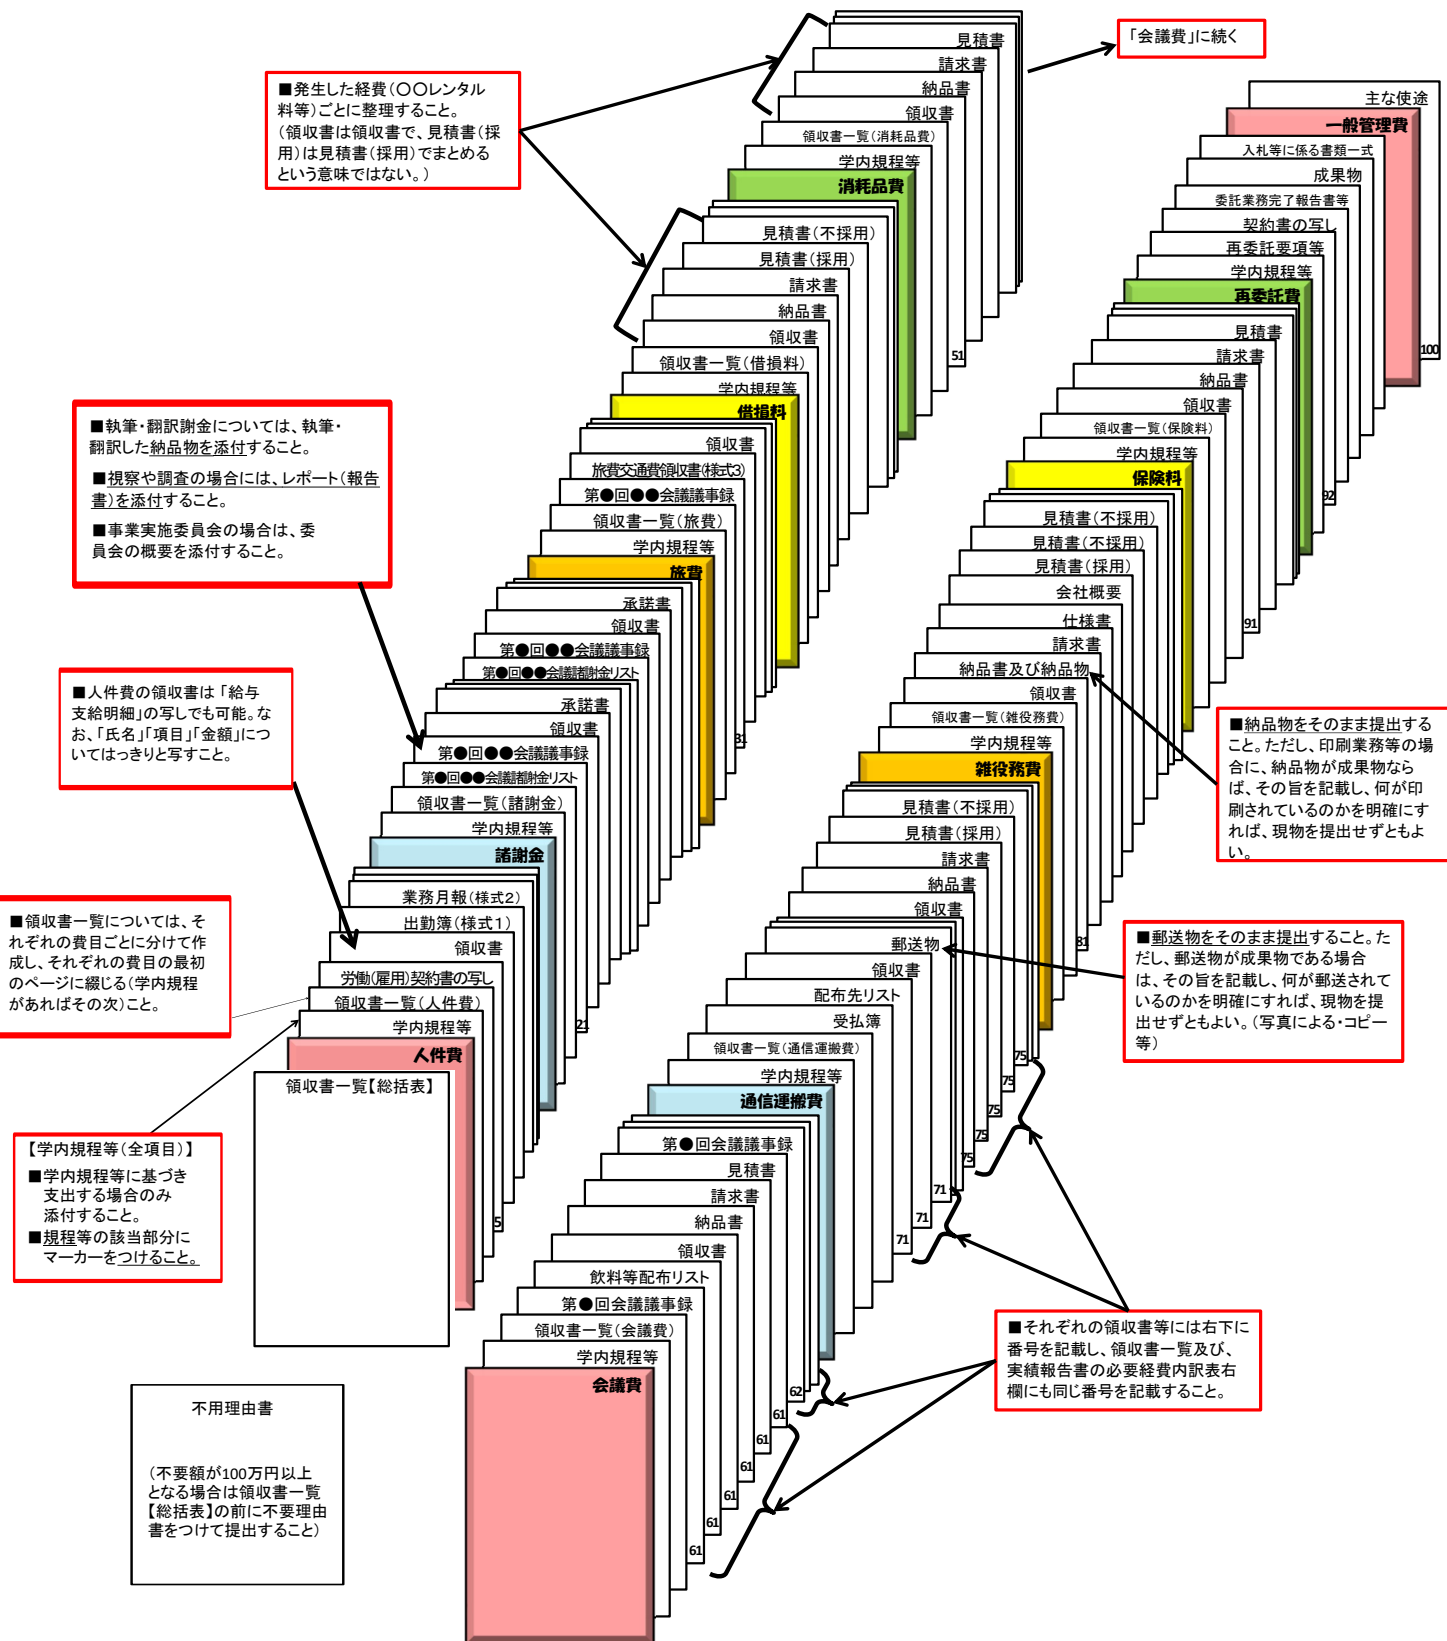 「会議費」に続く
見積書
請求書
納品書
領収書
領収書一覧（消耗品費）
学内規程等
消耗品費
51
■発生した経費（〇〇レンタル
料等）ごとに整理すること。
（領収書は領収書で、見積書（採
用）は見積書（採用）でまとめる
という意味ではない。）
見積書（不採用）
見積書（採用）
請求書
納品書
領収書
領収書一覧（借損料）
学内規程等
借損料
領収書
旅費交通費領収書（様式3）
第●回●●会議議事録
領収書一覧（旅費）
学内規程等
旅費
31
■執筆・翻訳謝金については、執筆・
翻訳した納品物を添付すること。
■視察や調査の場合には、レポート（報告
書）を添付すること。
■事業実施委員会の場合は、委
員会の概要を添付すること。
承諾書
領収書
第●回●●会議議事録
第●回●●会議諸謝金リスト
承諾書
領収書
第●回●●会議議事録
第●回●●会議諸謝金リスト
領収書一覧（諸謝金）
学内規程等
諸謝金
21
■人件費の領収書は「給与
支給明細」の写しでも可能。な
お、「氏名」「項目」「金額」につ
いてはっきりと写すこと。
業務月報（様式2）
出勤簿（様式1）
領収書
労働（雇用）契約書の写し
領収書一覧（人件費）
学内規程等
人件費
5
■領収書一覧については、そ
れぞれの費目ごとに分けて作
成し、それぞれの費目の最初
のページに綴じる（学内規程
があればその次）こと。
領収書一覧【総括表】
【学内規程等（全項目）】
■学内規程等に基づき
支出する場合のみ
添付すること。
■規程等の該当部分に
マーカーをつけること。
不用理由書
（不要額が100万円以上
となる場合は領収書一覧
【総括表】の前に不要理由
書をつけて提出すること）
主な使途
一般管理費
100
入札等に係る書類一式
成果物
委託業務完了報告書等
契約書の写し
再委託要項等
学内規程等
再委託費
92
見積書
請求書
納品書
領収書
領収書一覧（保険料）
学内規程等
保険料
91
見積書（不採用）
見積書（不採用）
見積書（採用）
会社概要
仕様書
請求書
納品書及び納品物
領収書
領収書一覧（雑役務費）
学内規程等
雑役務費
81
■納品物をそのまま提出する
こと。ただし、印刷業務等の場
合に、納品物が成果物なら
ば、その旨を記載し、何が印
刷されているのかを明確にす
れば、現物を提出せずともよ
い。
見積書（不採用）
見積書（採用）
請求書
納品書
領収書
75
75
75
75
75
郵送物
領収書
配布先リスト
受払簿
領収書一覧（通信運搬費）
学内規程等
通信運搬費
71
71
71
■郵送物をそのまま提出すること。た
だし、郵送物が成果物である場合
は、その旨を記載し、何が郵送されて
いるのかを明確にすれば、現物を提
出せずともよい。（写真による・コピー
等）
第●回会議議事録
見積書
請求書
納品書
領収書
飲料等配布リスト
第●回会議議事録
領収書一覧（会議費）
学内規程等
会議費
62
61
61
61
61
61
61
■それぞれの領収書等には右下に
番号を記載し、領収書一覧及び、
実績報告書の必要経費内訳表右
欄にも同じ番号を記載すること。